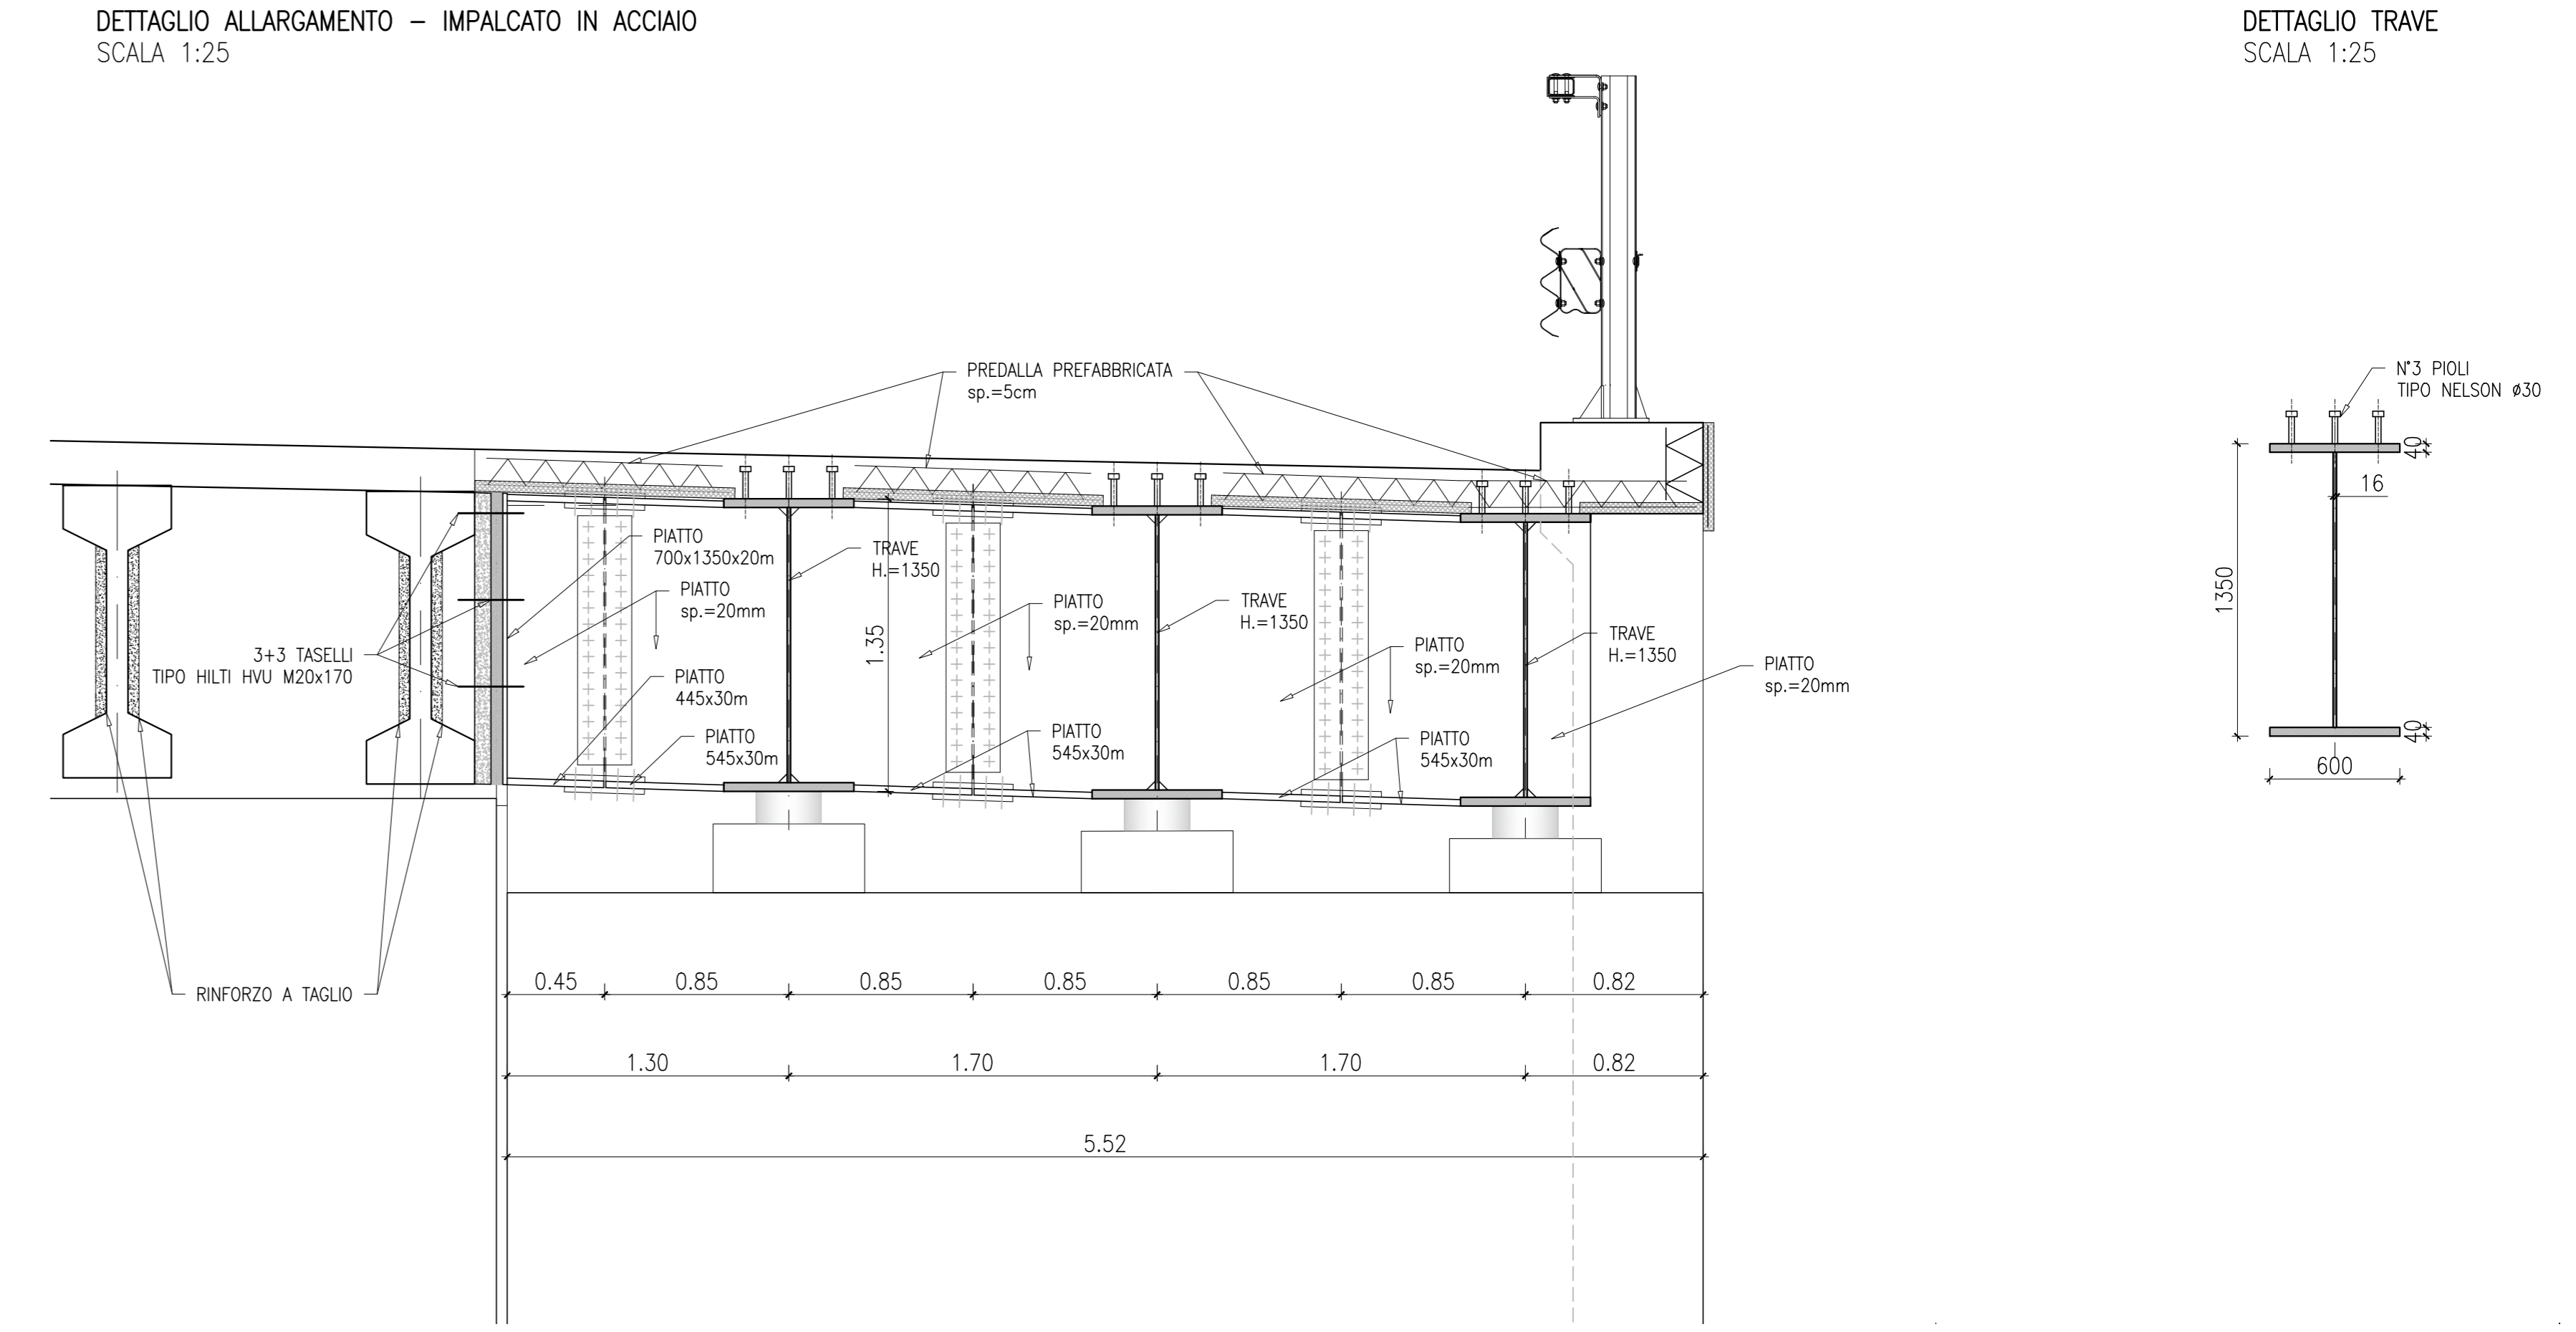 DETTAGLIO ALLARGAMENTO – IMPALCATO IN ACCIAIO
SCALA 1:25
DETTAGLIO TRAVE
SCALA 1:25
PREDALLA PREFABBRICATA
sp.=5cm
N°3 PIOLI
TIPO NELSON ø30
40
16
1350
40
600
PIATTO
700x1350x20m
TRAVE
H.=1350
PIATTO
sp.=20mm
PIATTO
sp.=20mm
TRAVE
H.=1350
1.35
TRAVE
H.=1350
PIATTO
sp.=20mm
PIATTO
sp.=20mm
3+3 TASELLI
TIPO HILTI HVU M20x170
PIATTO
445x30m
PIATTO
545x30m
PIATTO
545x30m
PIATTO
545x30m
RINFORZO A TAGLIO
0.45 0.85 0.85 0.85 0.85 0.85 0.82
1.30 1.70 1.70 0.82
5.52